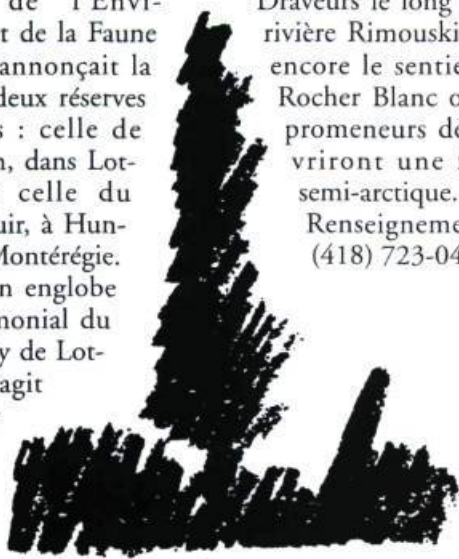 de l'Envi-
t de la Faune
annonçait la
deux réserves
s : celle de
n, dans Lot-
celle du
uir, à Hun-
Montérégie.
n englobe
monial du
y de Lot-
agit
Draveurs le long
rivière Rimouski
encore le sentie
Rocher Blanc o
promeneurs dé
vriront une
semi-arctique.
Renseigneme
(418) 723-04